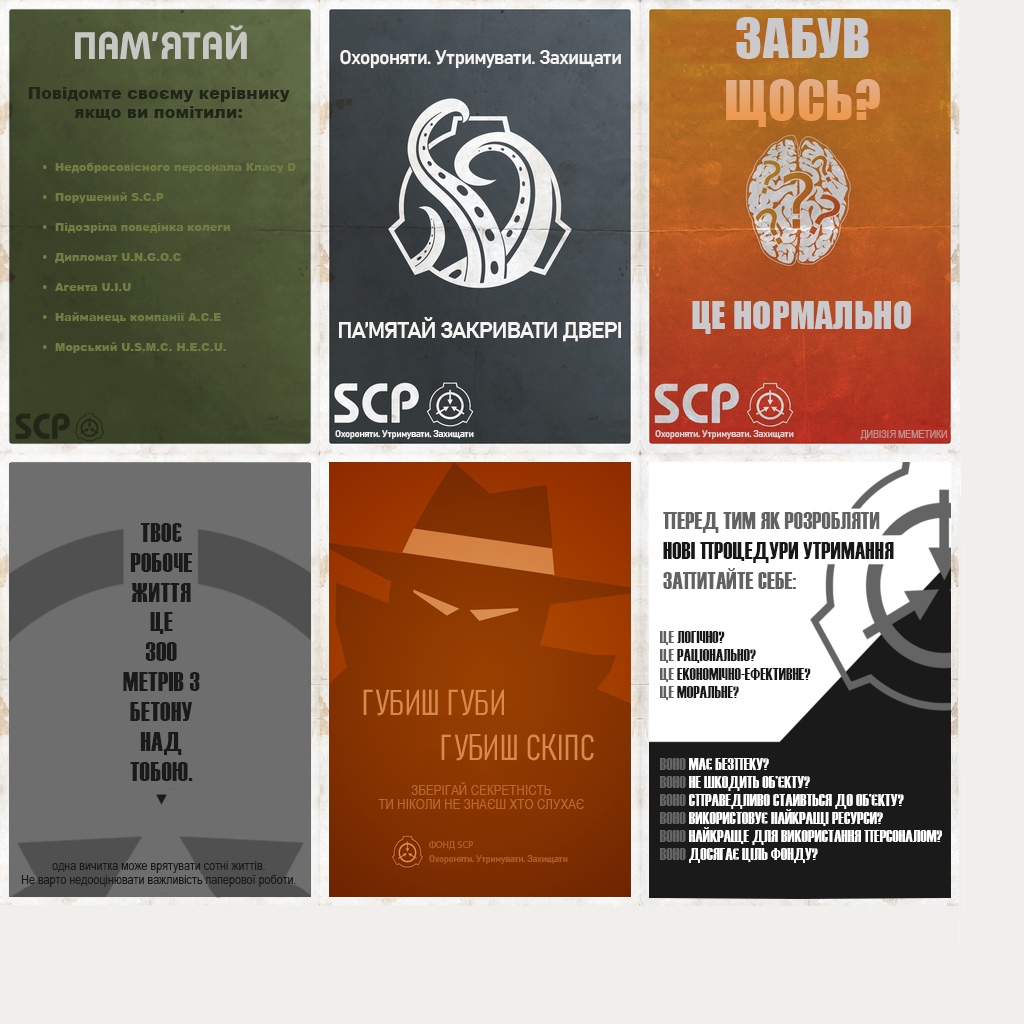 ПАМ'ЯТАЙ
Повідомте своєму керівнику
якщо ви помітили:
• Недобросовісного персонала Класу D
• Порушений S.C.P
• Підозріла поведінка колеги
• Дипломат U.N.G.O.C
• Агента U.I.U
• Найманець компанії A.C.E
• Морський U.S.M.C. H.E.C.U.
SCP
Охороняти. Утримувати. Захищати
ПА'МЯТАЙ ЗАКРИВАТИ ДВЕРІ
SCP
Охороняти. Утримувати. Захищати
ЗАБУВ
ЩОСЬ?
ЦЕ НОРМАЛЬНО
SCP
Охороняти. Утримувати. Захищати
ДИВІЗІЯ МЕМЕТИКИ
ТВОЄ
РОБОЧЕ
ЖИТТЯ
ЦЕ
300
МЕТРІВ З
БЕТОНУ
НАД
ТОБОЮ.
одна вичитка може врятувати сотні життів.
Не варто недооцінювати важливість паперової роботи.
ГУБИШ ГУБИ
ГУБИШ СКІПС
ЗБЕРІГАЙ СЕКРЕТНІСТЬ
ТИ НІКОЛИ НЕ ЗНАЄШ ХТО СЛУХАЄ
ФОНД SCP
Охороняти. Утримувати. Захищати
ПЕРЕД ТИМ ЯК РОЗРОБЛЯТИ
НОВІ ПРОЦЕДУРИ УТРИМАННЯ
ЗАПИТАЙТЕ СЕБЕ:
ЦЕ ЛОГІЧНО?
ЦЕ РАЦІОНАЛЬНО?
ЦЕ ЕКОНОМІЧНО-ЕФЕКТИВНЕ?
ЦЕ МОРАЛЬНЕ?
ВОНО МАЄ БЕЗПЕКУ?
ВОНО НЕ ШКОДИТЬ ОБ'ЄКТУ?
ВОНО СПРАВЕДЛИВО СТАИВТЬСЯ ДО ОБ'ЄКТУ?
ВОНО ВИКОРИСТОВУЄ НАЙКРАЩІ РЕСУРСИ?
ВОНО НАЙКРАЩЕ ДЛЯ ВИКОРИСТАННЯ ПЕРСОНАЛОМ?
ВОНО ДОСЯГАЄ ЦІЛЬ ФОНДУ?